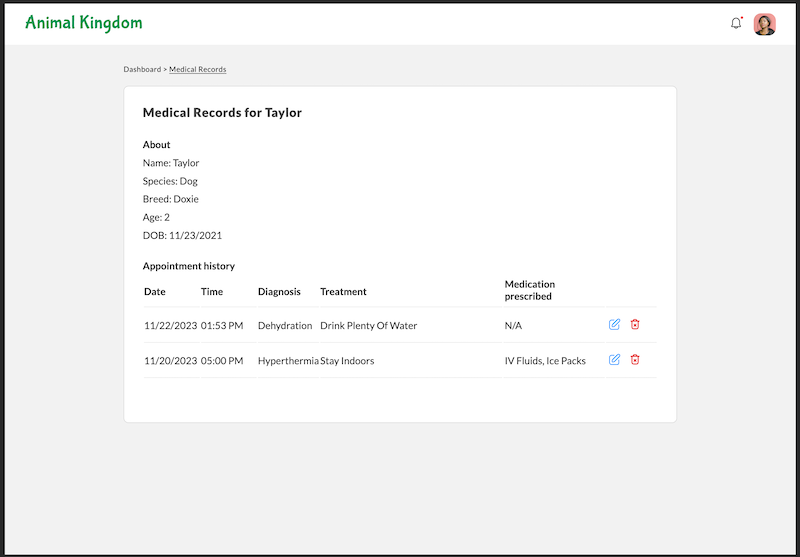 Animal Kingdom
Dashboard > Medical Records
Medical Records for Taylor
About
Name: Taylor
Species: Dog
Breed: Doxie
Age: 2
DOB: 11/23/2021
Appointment history
Date Time Diagnosis Treatment Medication prescribed
11/22/2023 01:53 PM Dehydration Drink Plenty Of Water N/A
11/20/2023 05:00 PM Hyperthermia Stay Indoors IV Fluids, Ice Packs